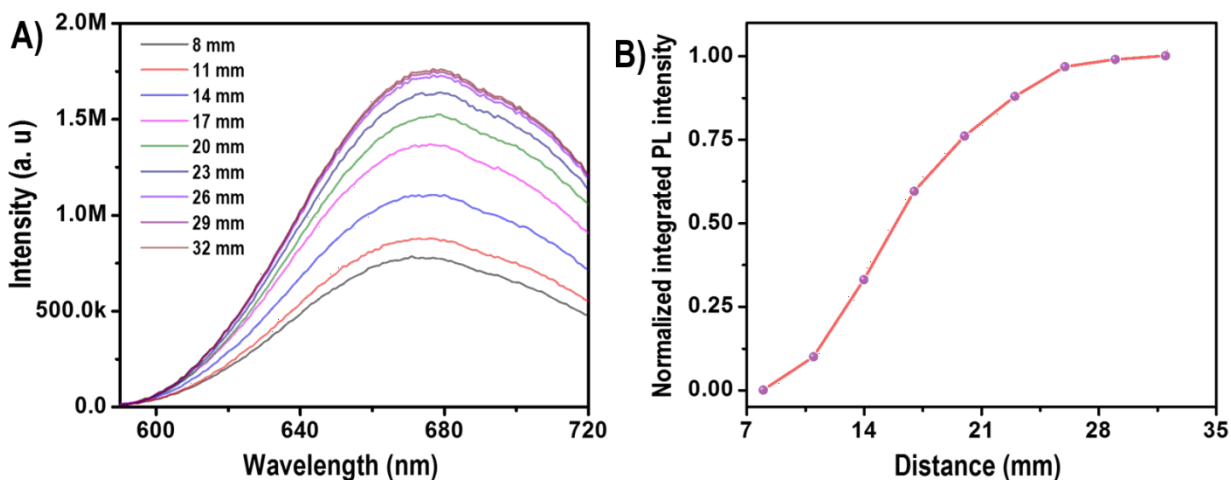 A)
Intensity (a. u)
2.0M
1.5M
1.0M
500.0k
0.0
8 mm
11 mm
14 mm
17 mm
20 mm
23 mm
26 mm
29 mm
32 mm
600 640 680 720
Wavelength (nm)
B)
Normalized integrated PL intensity
1.00
0.75
0.50
0.25
0.00
7 14 21 28 35
Distance (mm)